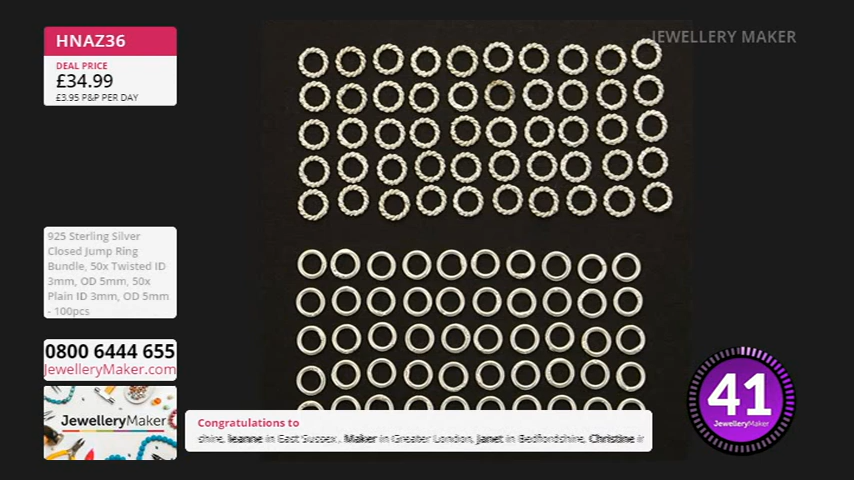 HNAZ36
DEAL PRICE
£34.99
£3.95 P&P PER DAY
JEWELLERY MAKER
925 Sterling Silver
Closed Jump Ring
Bundle, 50x Twisted ID
3mm, OD 5mm, 50x
Plain ID 3mm, OD 5mm
- 100pcs
0800 6444 655
JewelleryMaker.com
JewelleryMaker
Congratulations to
shire, leanne in East Sussex, Maker in Greater London, Janet in Bedfordshire, Christine ir
41
JewelleryMaker